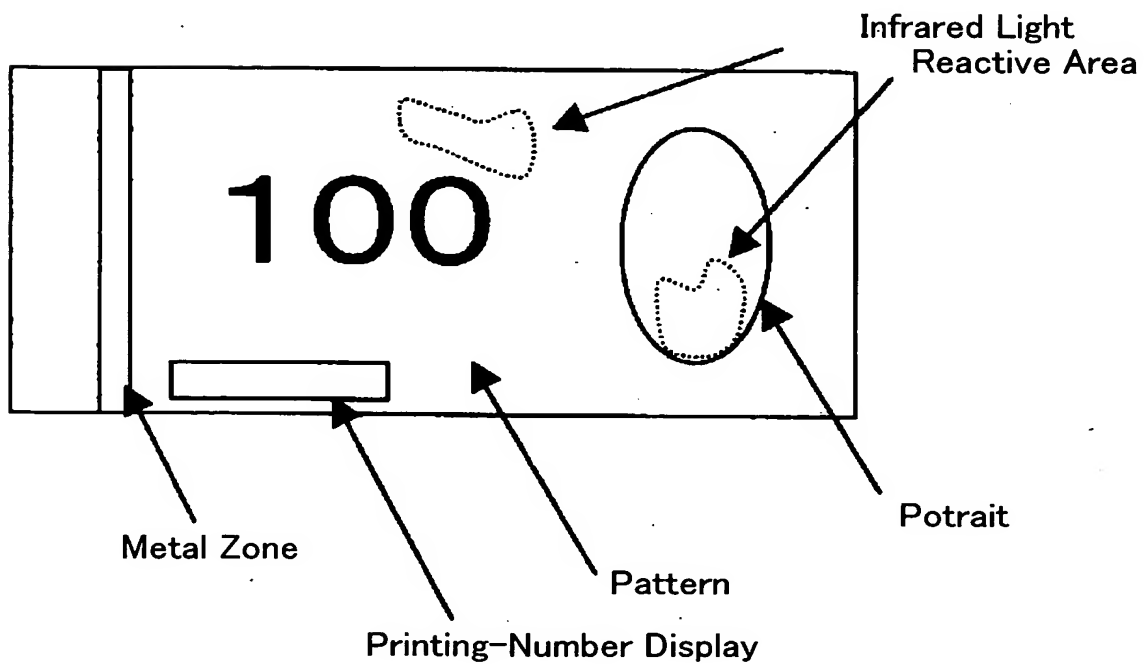 Infrared Light
Reactive Area
100
Potrait
Metal Zone
Pattern
Printing-Number Display